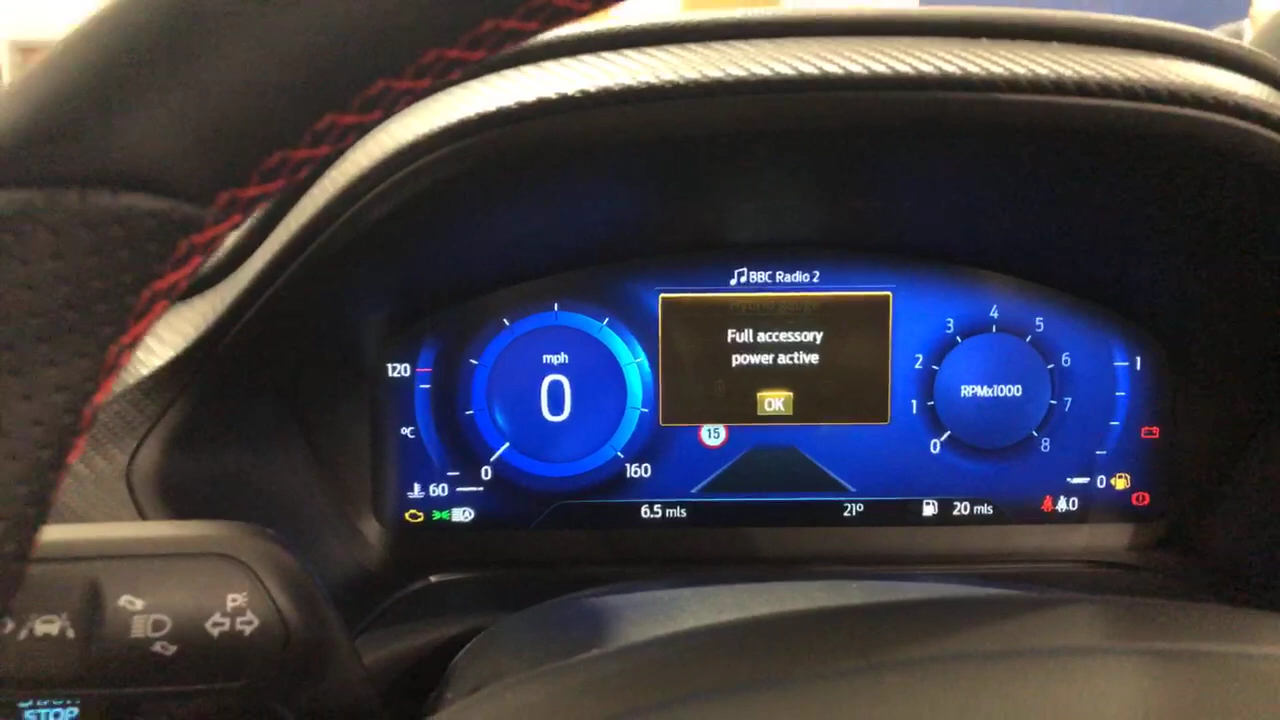 BBC Radio 2
Full accessory
power active
OK
15
mph
0
0
160
120
°C
60
RPMx1000
0
1
2
3
4
5
6
7
8
1
0
6.5 mls
21°
20 mls
0
A
P
STOP